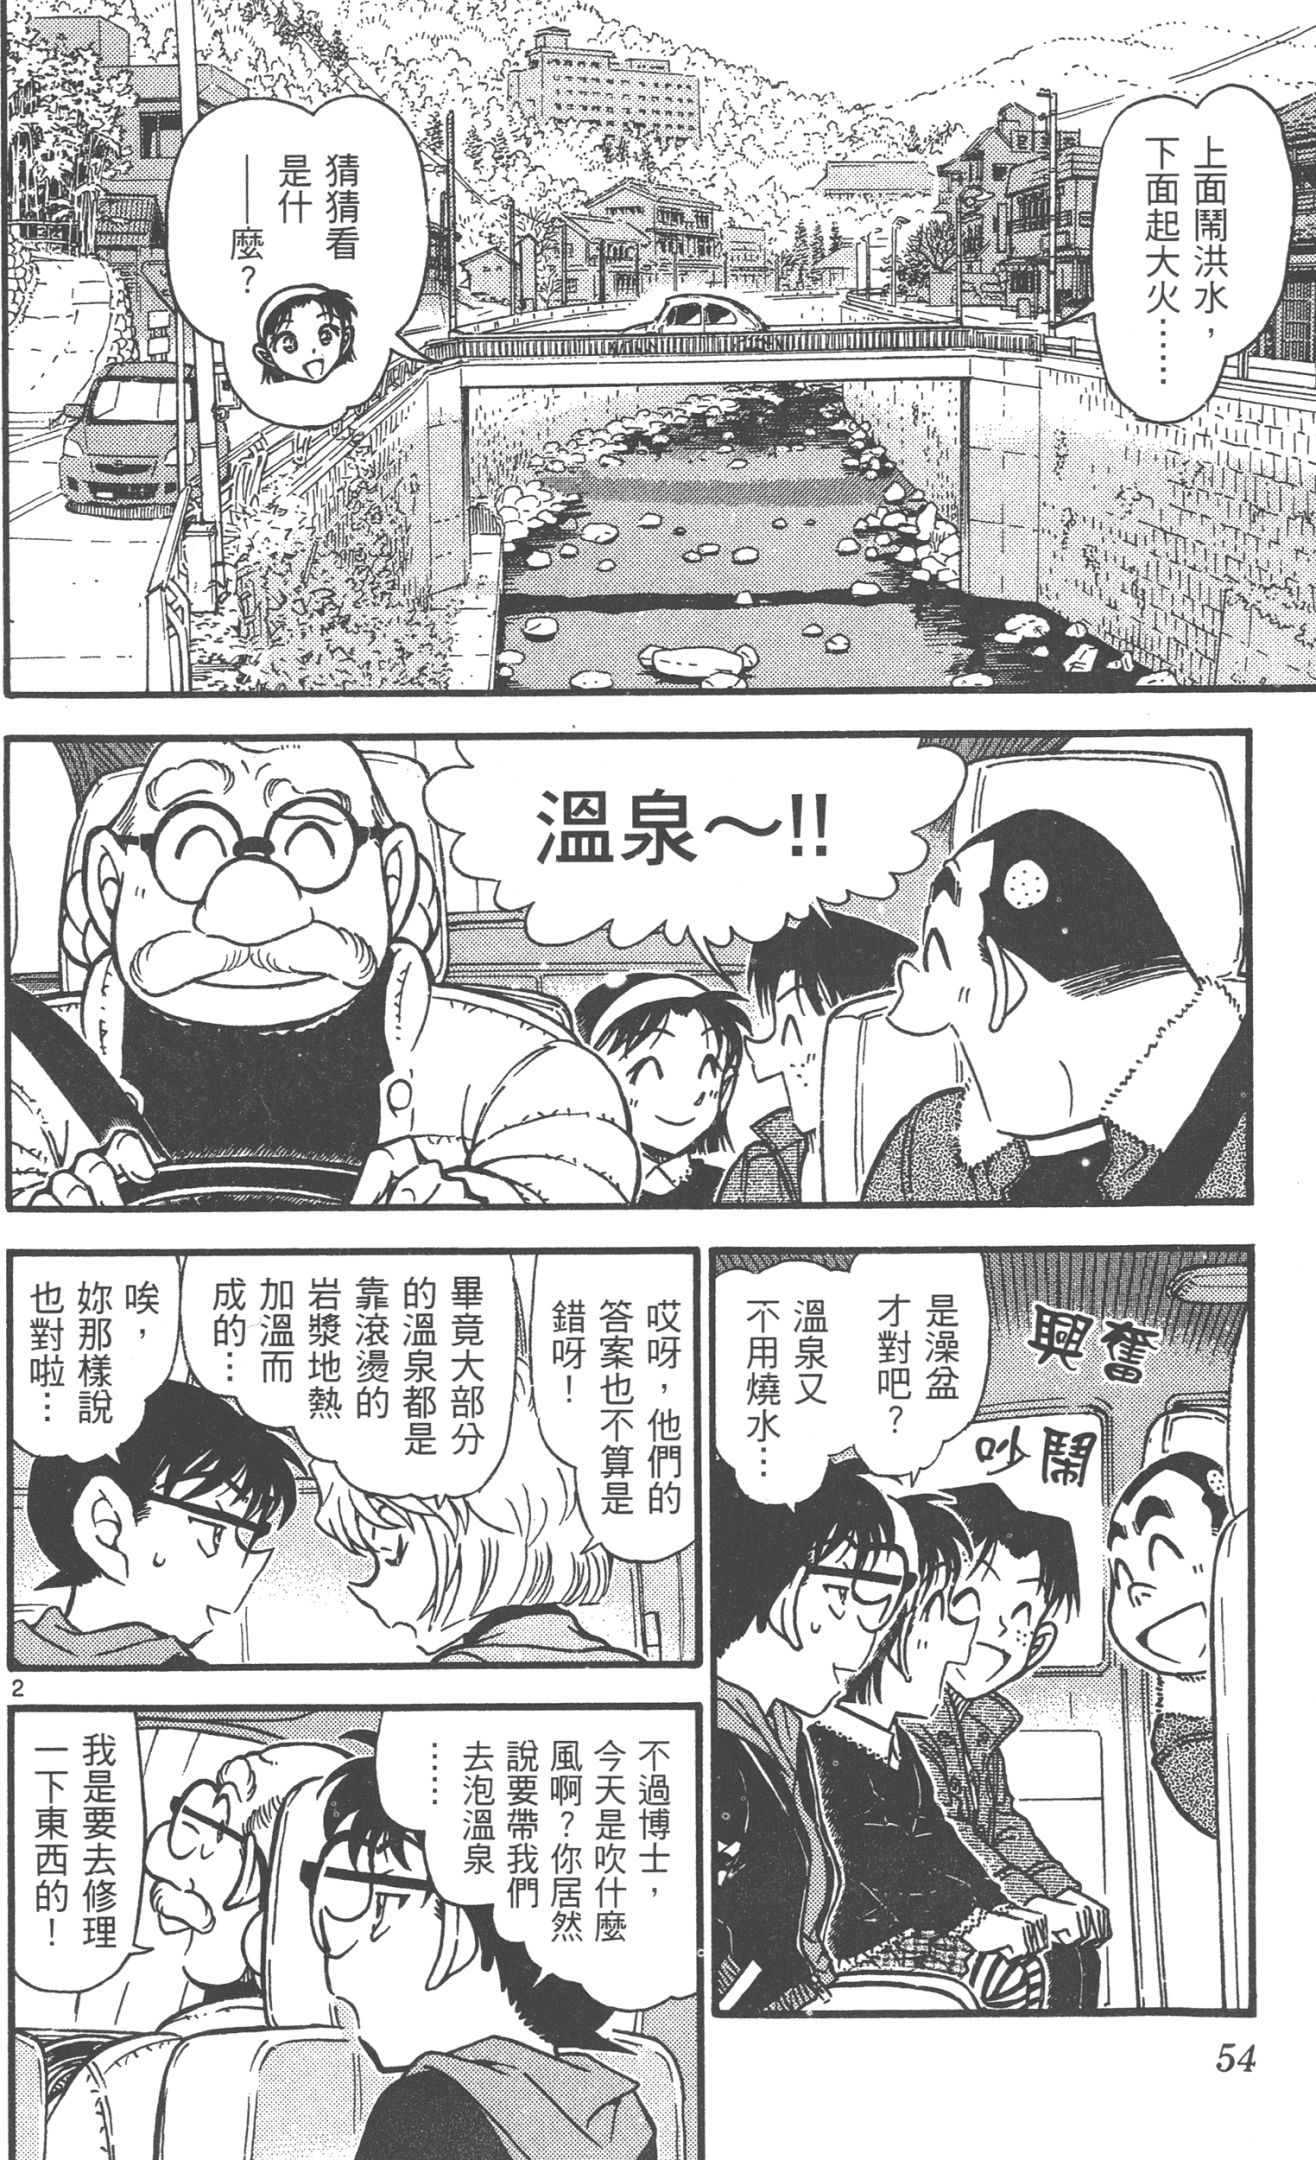 上面鬧洪水，
下面起大火……
猜猜看
是什
——麼？
溫泉～!!
是澡盆
才對吧？
溫泉又
不用燒水…
興奮
吵鬧
哎呀，他們的
答案也不算是
錯呀！
畢竟大部分
的溫泉都是
靠滾燙的
岩漿地熱
加溫而
成的…
唉，
妳那樣說
也對啦…
2
不過博士，
今天是吹什麼
風啊？你居然
說要帶我們
去泡溫泉
……
我是要去修理
一下東西的！
54